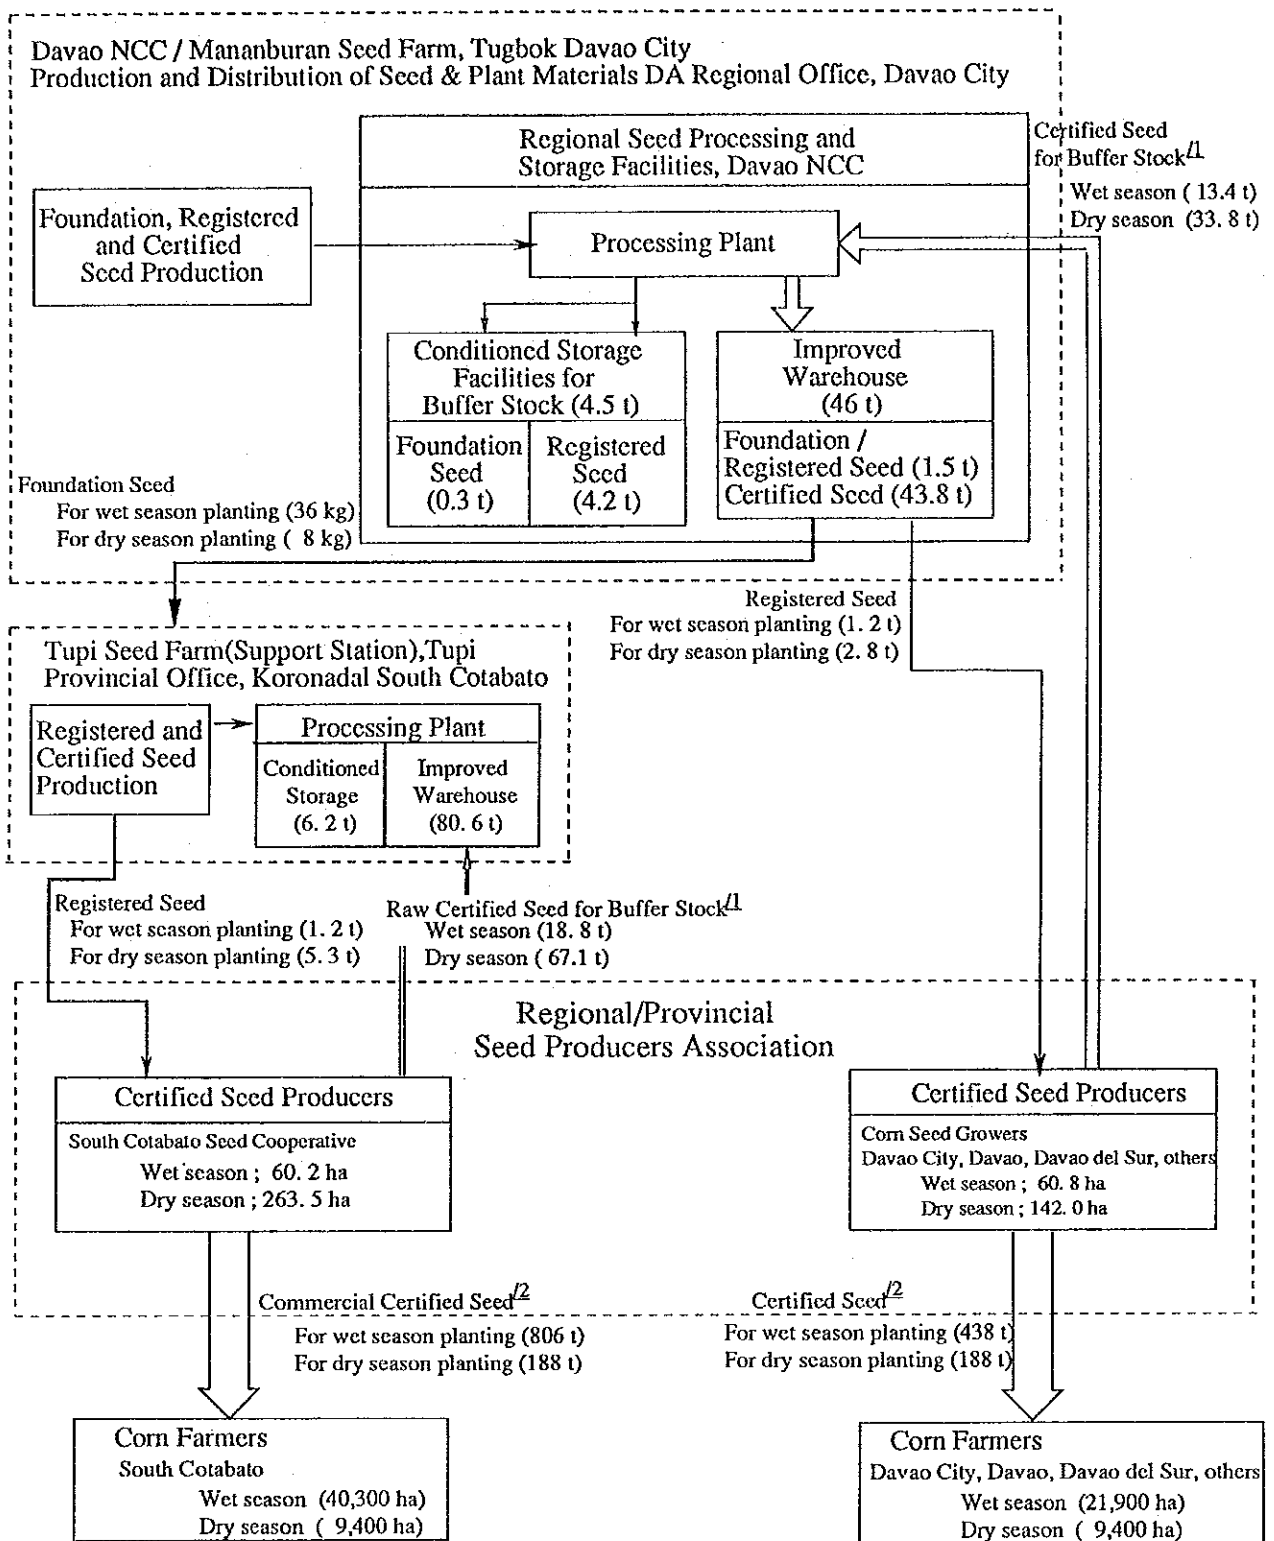 Davao NCC / Mananburan Seed Farm, Tugbok Davao City
Production and Distribution of Seed & Plant Materials DA Regional Office, Davao City
Regional Seed Processing and
Storage Facilities, Davao NCC
Certified Seed
for Buffer Stock/1
Wet season ( 13.4 t)
Dry season (33. 8 t)
Foundation, Registered
and Certified
Seed Production
Processing Plant
Conditioned Storage
Facilities for
Buffer Stock (4.5 t)
Foundation
Seed
(0.3 t)
Registered
Seed
(4.2 t)
Improved
Warehouse
(46 t)
Foundation /
Registered Seed (1.5 t)
Certified Seed (43.8 t)
Foundation Seed
For wet season planting (36 kg)
For dry season planting ( 8 kg)
Registered Seed
For wet season planting (1. 2 t)
For dry season planting (2. 8 t)
Tupi Seed Farm(Support Station),Tupi
Provincial Office, Koronadal South Cotabato
Registered and
Certified Seed
Production
Processing Plant
Conditioned
Storage
(6. 2 t)
Improved
Warehouse
(80. 6 t)
Registered Seed
For wet season planting (1. 2 t)
For dry season planting (5. 3 t)
Raw Certified Seed for Buffer Stock/1
Wet season (18. 8 t)
Dry season ( 67.1 t)
Regional/Provincial
Seed Producers Association
Certified Seed Producers
South Cotabato Seed Cooperative
Wet season ; 60. 2 ha
Dry season ; 263. 5 ha
Certified Seed Producers
Corn Seed Growers
Davao City, Davao, Davao del Sur, others
Wet season ; 60. 8 ha
Dry season ; 142. 0 ha
Commercial Certified Seed/2
For wet season planting (806 t)
For dry season planting (188 t)
Certified Seed/2
For wet season planting (438 t)
For dry season planting (188 t)
Corn Farmers
South Cotabato
Wet season (40,300 ha)
Dry season ( 9,400 ha)
Corn Farmers
Davao City, Davao, Davao del Sur, others
Wet season (21,900 ha)
Dry season ( 9,400 ha)